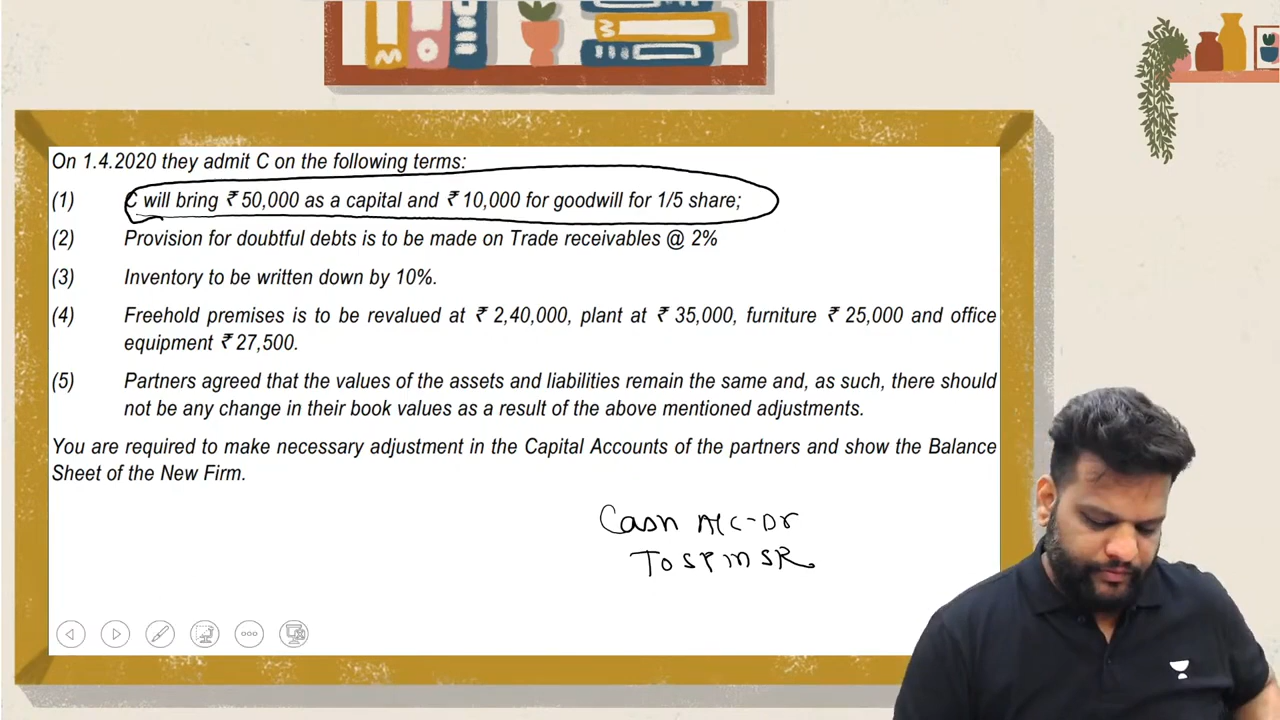 On 1.4.2020 they admit C on the following terms:
(1) C will bring ₹ 50,000 as a capital and ₹ 10,000 for goodwill for 1/5 share;
(2) Provision for doubtful debts is to be made on Trade receivables @ 2%
(3) Inventory to be written down by 10%.
(4) Freehold premises is to be revalued at ₹ 2,40,000, plant at ₹ 35,000, furniture ₹ 25,000 and office
equipment ₹ 27,500.
(5) Partners agreed that the values of the assets and liabilities remain the same and, as such, there should
not be any change in their book values as a result of the above mentioned adjustments.
You are required to make necessary adjustment in the Capital Accounts of the partners and show the Balance
Sheet of the New Firm.
Cash A/C-Dr
To SP in SR